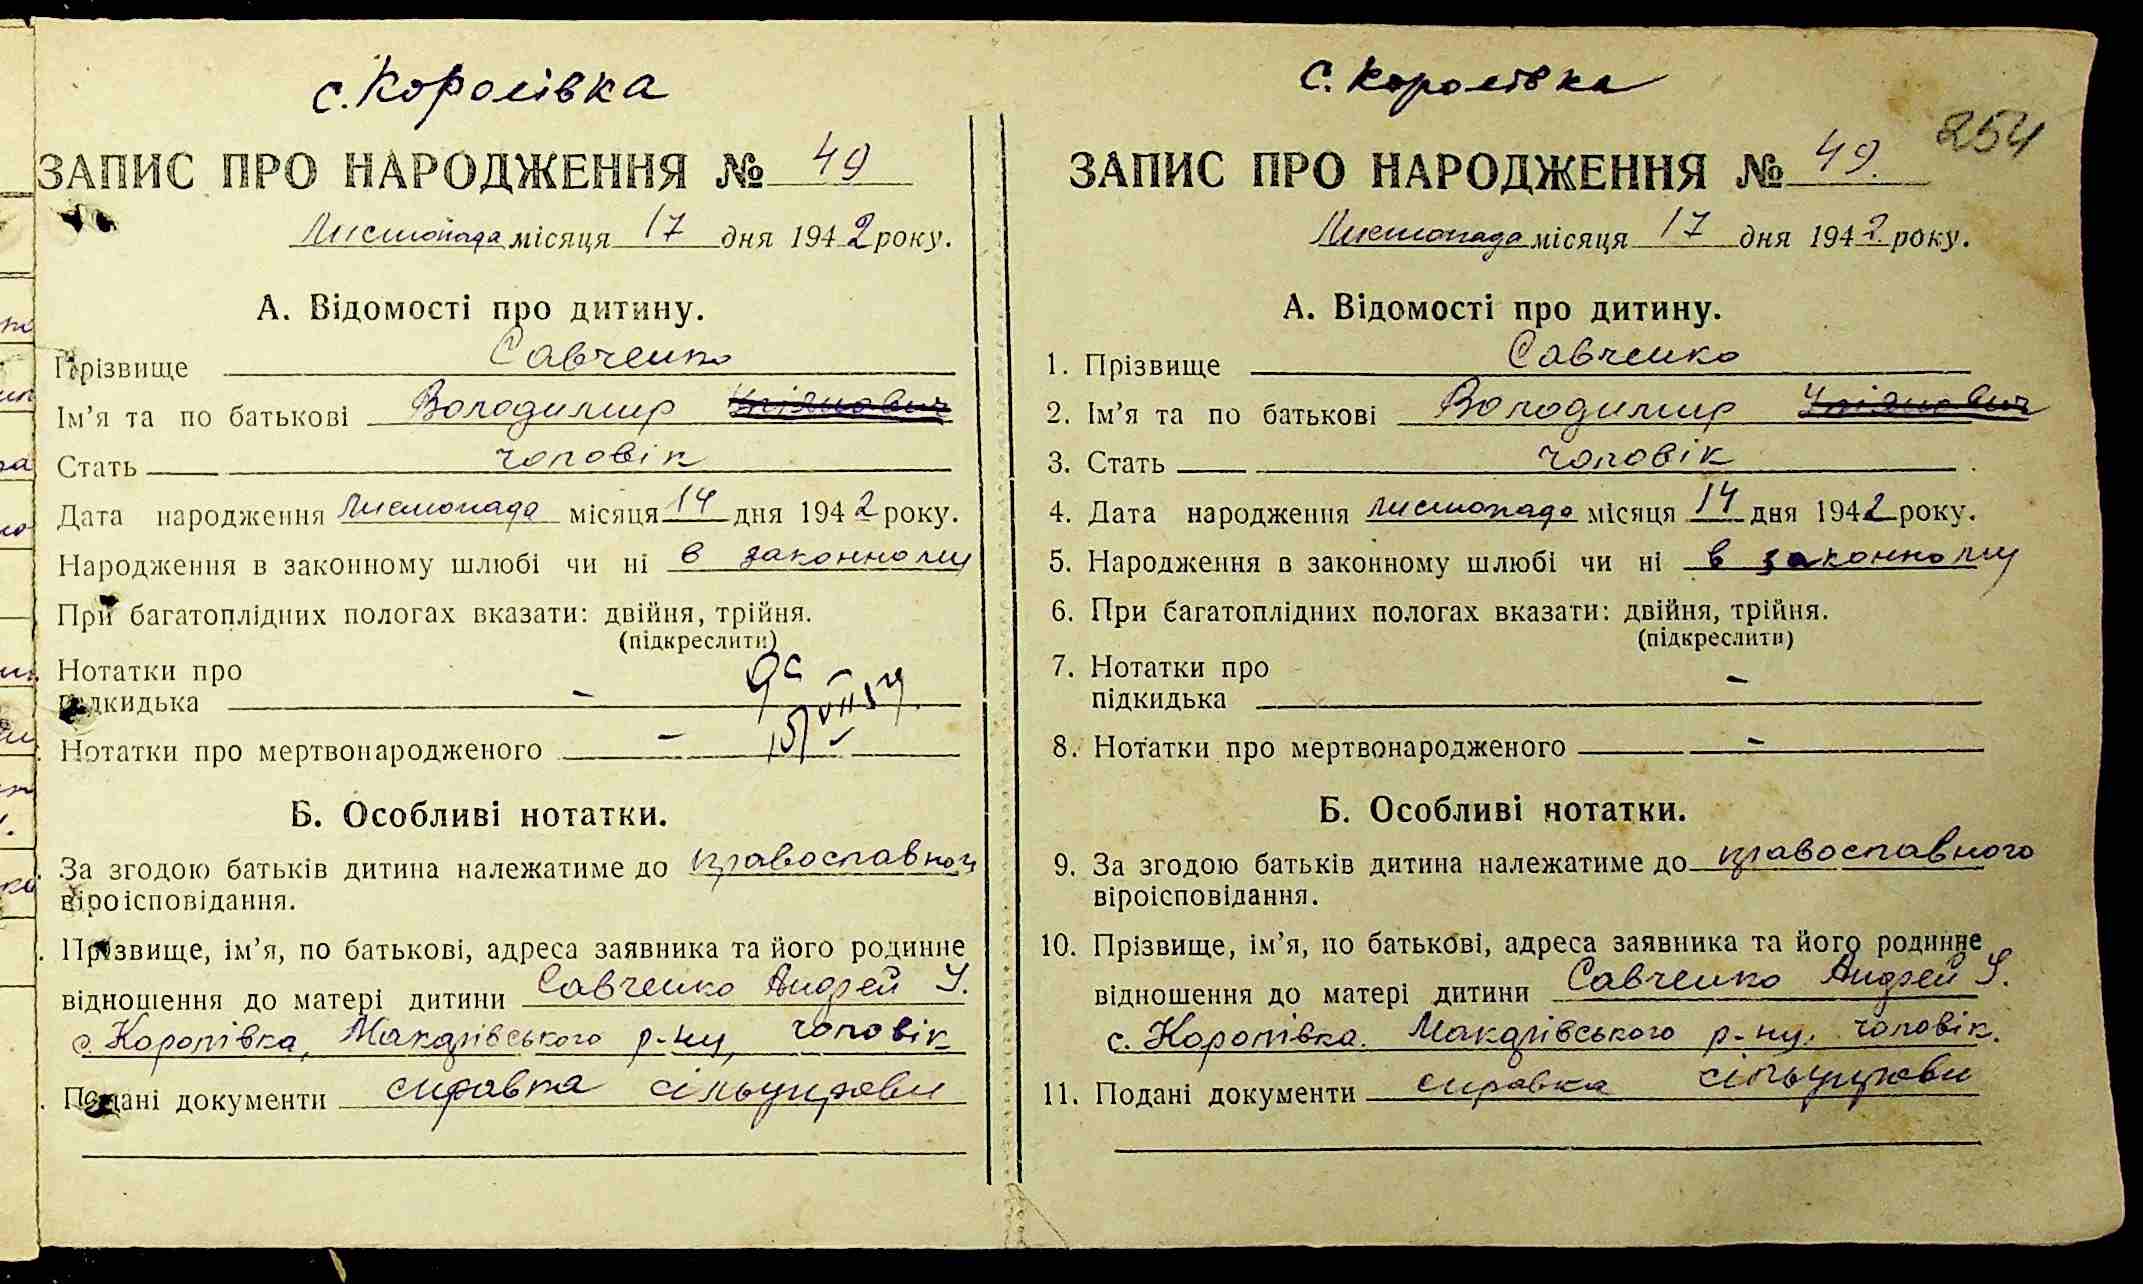 с. Королівка
ЗАПИС ПРО НАРОДЖЕННЯ № 49
Листопада місяця 17 дня 1942 року.
А. Відомості про дитину.
Прізвище Савченко
Ім'я та по батькові Володимир Улянович
Стать чоловік
Дата народження Листопада місяця 14 дня 1942 року.
Народження в законному шлюбі чи ні в законному
При багатоплідних пологах вказати: двійня, трійня.
(підкреслити)
Нотатки про
підкидька -
Нотатки про мертвонародженого -
Б. Особливі нотатки.
За згодою батьків дитина належатиме до православног
віроісповідання.
Прізвище, ім'я, по батькові, адреса заявника та його родинне
відношення до матері дитини Савченко Андрей У.
с. Королівка, Макарівського р-ну, чоловік
Подані документи справка сільуправи
с. Королівка
254
ЗАПИС ПРО НАРОДЖЕННЯ № 49.
Листопада місяця 17 дня 1942 року.
А. Відомості про дитину.
1. Прізвище Савченко
2. Ім'я та по батькові Володимир Улянович
3. Стать чоловік
4. Дата народження листопада місяця 14 дня 1942 року.
5. Народження в законному шлюбі чи ні в законному
6. При багатоплідних пологах вказати: двійня, трійня.
(підкреслити)
7. Нотатки про
підкидька -
8. Нотатки про мертвонародженого -
Б. Особливі нотатки.
9. За згодою батьків дитина належатиме до православного
віроісповідання.
10. Прізвище, ім'я, по батькові, адреса заявника та його родинне
відношення до матері дитини Савченко Андрей У.
с. Королівка. Макарівського р-ну. чоловік.
11. Подані документи справка сільуправи